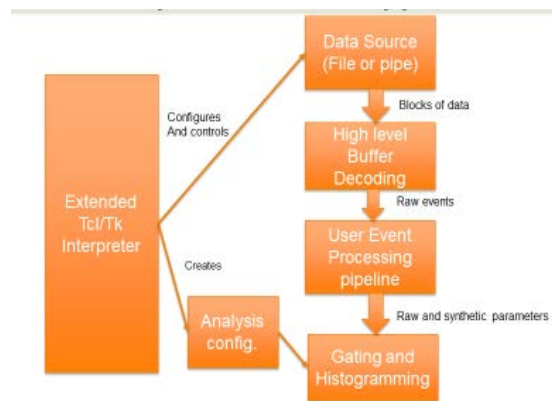 Data Source
(File or pipe)
Blocks of data
Configures
And controls
High level
Buffer
Decoding
Raw events
Extended
Tcl/Tk
Interpreter
User Event
Processing
pipeline
Creates
Raw and synthetic parameters
Analysis
config.
Gating and
Histogramming